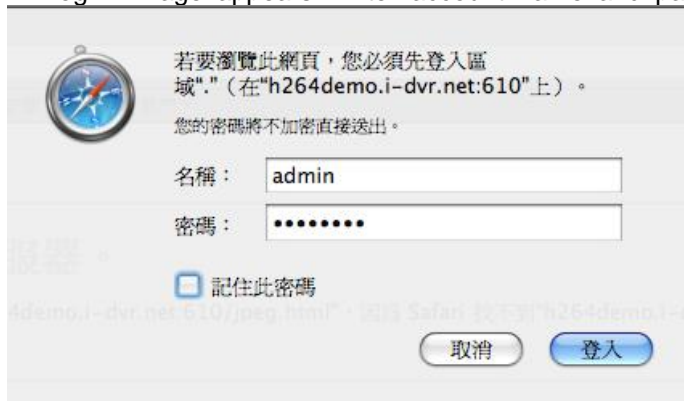 若要瀏覽此網頁，您必須先登入區
域"."（在"h264demo.i-dvr.net:610"上）。
您的密碼將不加密直接送出。
名稱： admin
密碼： ••••••••
記住此密碼
取消 登入